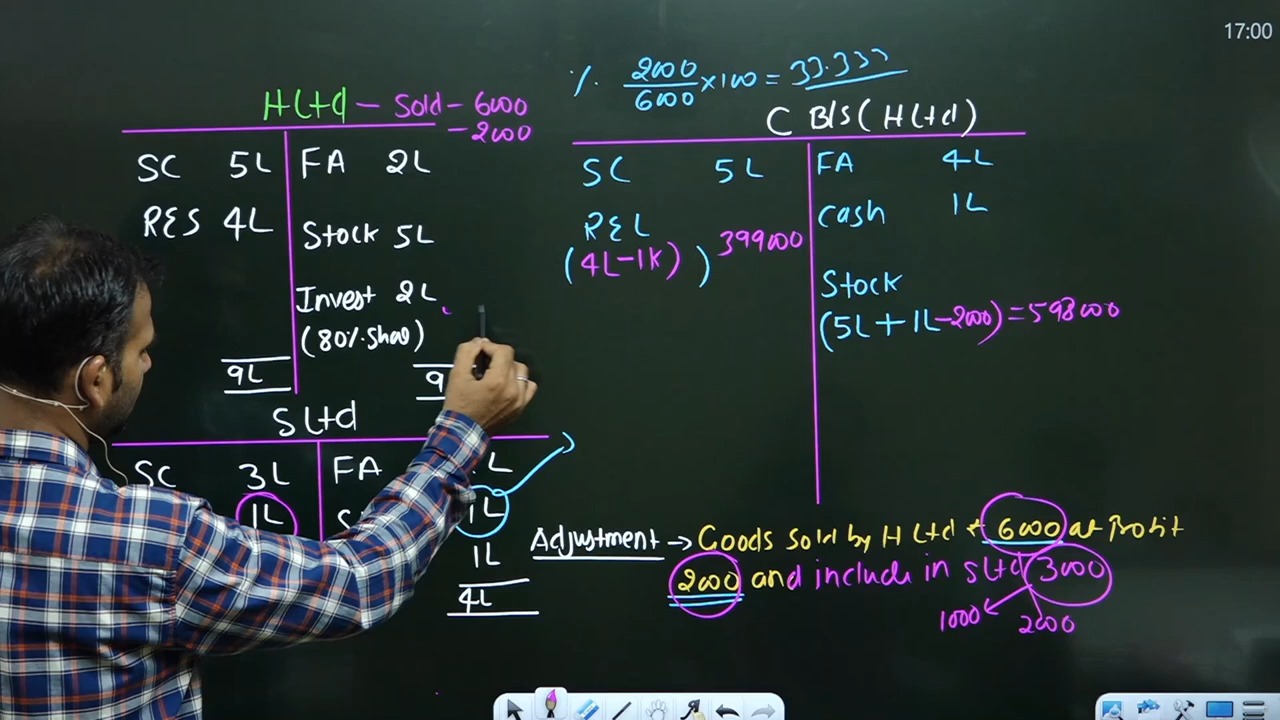 17:00
% 2000/6000 × 100 = 33.333
H Ltd - Sold - 6000
- 2000
SC 5L FA 2L
RES 4L
Stock 5L
Invest 2L
(80% Share)
9L 9
S Ltd
SC 3L FA L
1L S 1L
1L
4L
C B/S (H Ltd)
SC 5L FA 4L
Cash 1L
R & L
(4L-1K) 399000
Stock
(5L + 1L - 2000) = 598000
Adjustment → Goods sold by H Ltd 6000 at Profit
2000 and include in S Ltd 3000
1000 2000